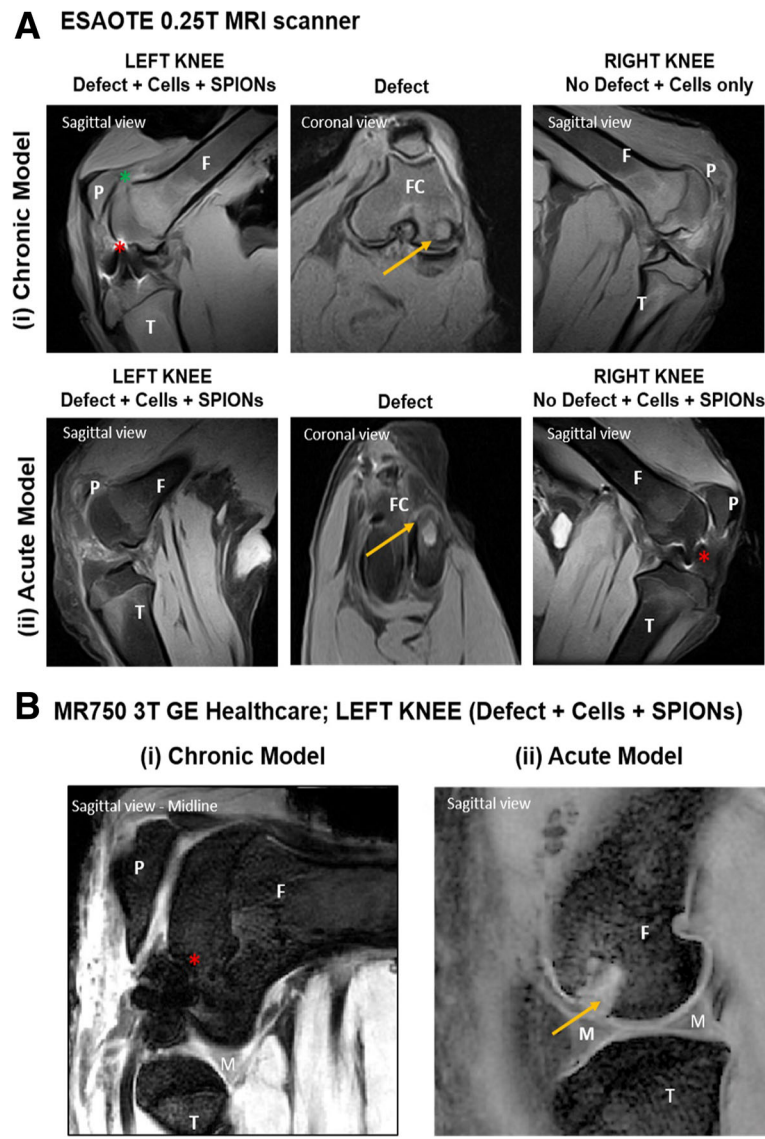 A ESAOTE 0.25T MRI scanner
LEFT KNEE
Defect + Cells + SPIONs
Defect
RIGHT KNEE
No Defect + Cells only
(i) Chronic Model
Sagittal view
P
*
F
*
T
Coronal view
FC
Sagittal view
F
P
T
LEFT KNEE
Defect + Cells + SPIONs
Defect
RIGHT KNEE
No Defect + Cells + SPIONs
(ii) Acute Model
Sagittal view
P
F
T
Coronal view
FC
Sagittal view
F
P
*
T
B MR750 3T GE Healthcare; LEFT KNEE (Defect + Cells + SPIONs)
(i) Chronic Model
(ii) Acute Model
Sagittal view - Midline
P
F
*
M
T
Sagittal view
F
M
M
T